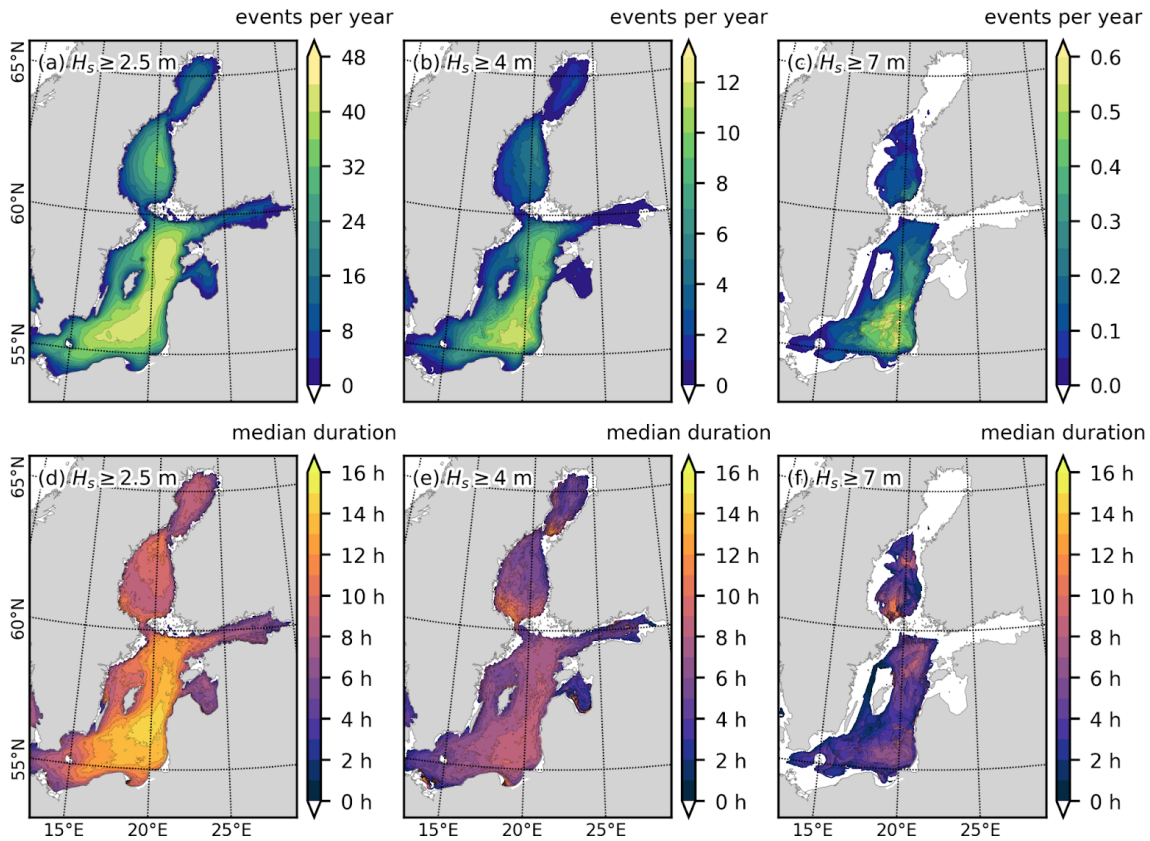 events per year
events per year
events per year
(a) Hₛ ≥ 2.5 m
(b) Hₛ ≥ 4 m
(c) Hₛ ≥ 7 m
65°N
60°N
55°N
48
40
32
24
16
8
0
12
10
8
6
4
2
0
0.6
0.5
0.4
0.3
0.2
0.1
0.0
median duration
median duration
median duration
(d) Hₛ ≥ 2.5 m
(e) Hₛ ≥ 4 m
(f) Hₛ ≥ 7 m
65°N
60°N
55°N
16 h
14 h
12 h
10 h
8 h
6 h
4 h
2 h
0 h
16 h
14 h
12 h
10 h
8 h
6 h
4 h
2 h
0 h
16 h
14 h
12 h
10 h
8 h
6 h
4 h
2 h
0 h
15°E 20°E 25°E
15°E 20°E 25°E
15°E 20°E 25°E